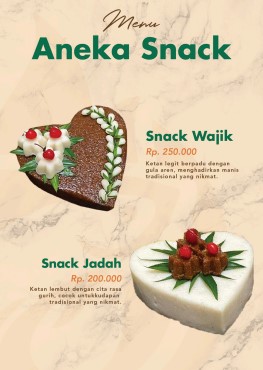 Menu
Aneka Snack
Snack Wajik
Rp. 250.000
Ketan legit berpadu dengan
gula aren, menghadirkan manis
tradisional yang nikmat.
Snack Jadah
Rp. 200.000
Ketan lembut dengan cita rasa
gurih, cocok untukkudapan
tradisional yang nikmat.